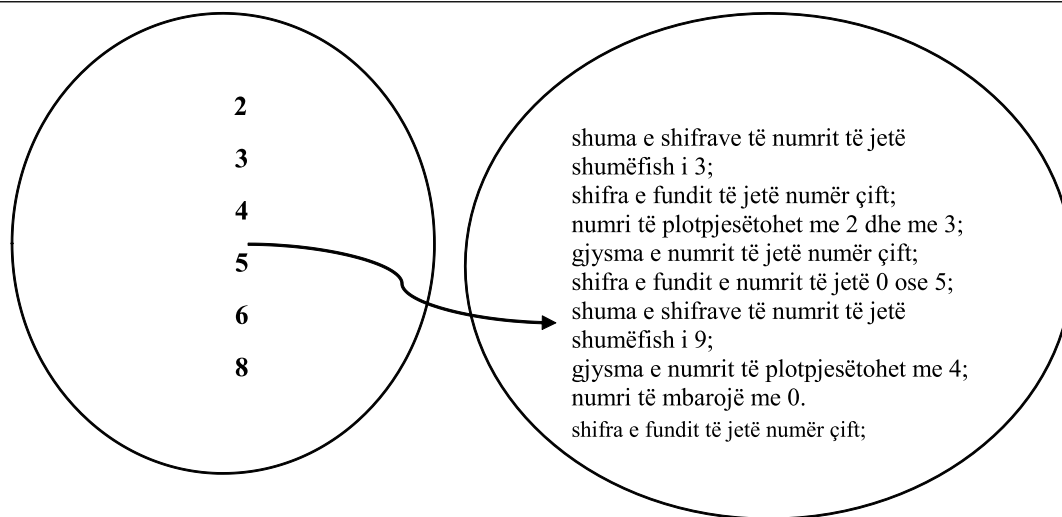 2
3
4
5
6
8
shuma e shifrave të numrit të jetë
shumëfish i 3;
shifra e fundit të jetë numër çift;
numri të plotpjesëtohet me 2 dhe me 3;
gjysma e numrit të jetë numër çift;
shifra e fundit e numrit të jetë 0 ose 5;
shuma e shifrave të numrit të jetë
shumëfish i 9;
gjysma e numrit të plotpjesëtohet me 4;
numri të mbarojë me 0.
shifra e fundit të jetë numër çift;